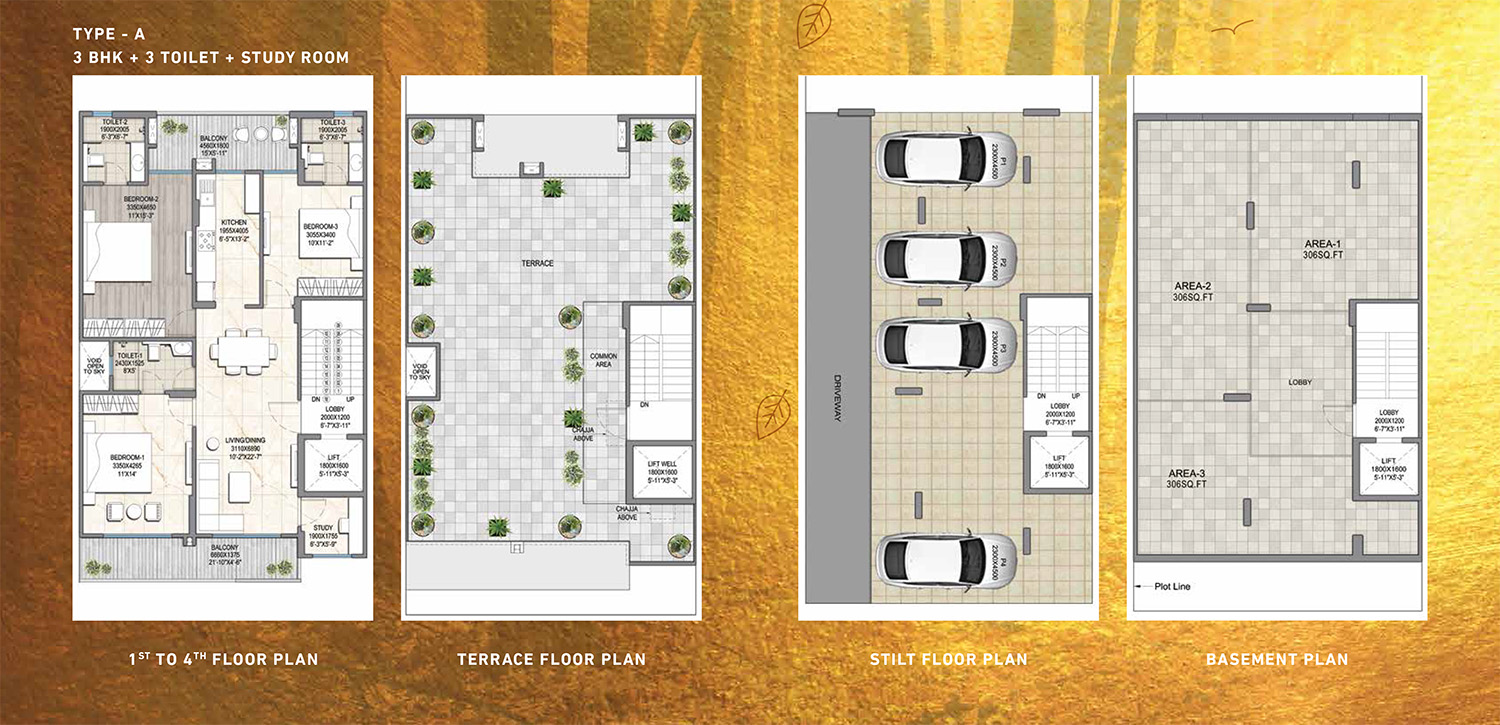 TYPE - A
3 BHK + 3 TOILET + STUDY ROOM
TOILET-2
1900X2005
6'-3"X6'-7"
BALCONY
4560X1800
15'X5'-11"
TOILET-3
1900X2005
6'-3"X6'-7"
BEDROOM-2
3350X4650
11'X15'-3"
KITCHEN
1955X4005
6'-5"X13'-2"
BEDROOM-3
3055X3400
10'X11'-2"
VOID
OPEN
TO SKY
TOILET-1
2430X1525
8'X5'
DN
UP
LOBBY
2000X1200
6'-7"X3'-11"
LIVING/DINING
3110X6890
10'-2"X22'-7"
BEDROOM-1
3350X4265
11'X14'
LIFT
1800X1600
5'-11"X5'-3"
STUDY
1900X1755
6'-3"X5'-9"
BALCONY
6660X1375
21'-10"X4'-6"
1ST TO 4TH FLOOR PLAN
TERRACE
VOID
OPEN
TO SKY
COMMON
AREA
DN
CHAJJA
ABOVE
LIFT WELL
1800X1600
5'-11"X5'-3"
CHAJJA
ABOVE
TERRACE FLOOR PLAN
P1
2300X4500
P2
2300X4500
P3
2300X4500
DRIVEWAY
DN
UP
LOBBY
2000X1200
6'-7"X3'-11"
LIFT
1800X1600
5'-11"X5'-3"
P4
2300X4500
STILT FLOOR PLAN
AREA-1
306SQ.FT
AREA-2
306SQ.FT
LOBBY
LOBBY
2000X1200
6'-7"X3'-11"
AREA-3
306SQ.FT
LIFT
1800X1600
5'-11"X5'-3"
Plot Line
BASEMENT PLAN